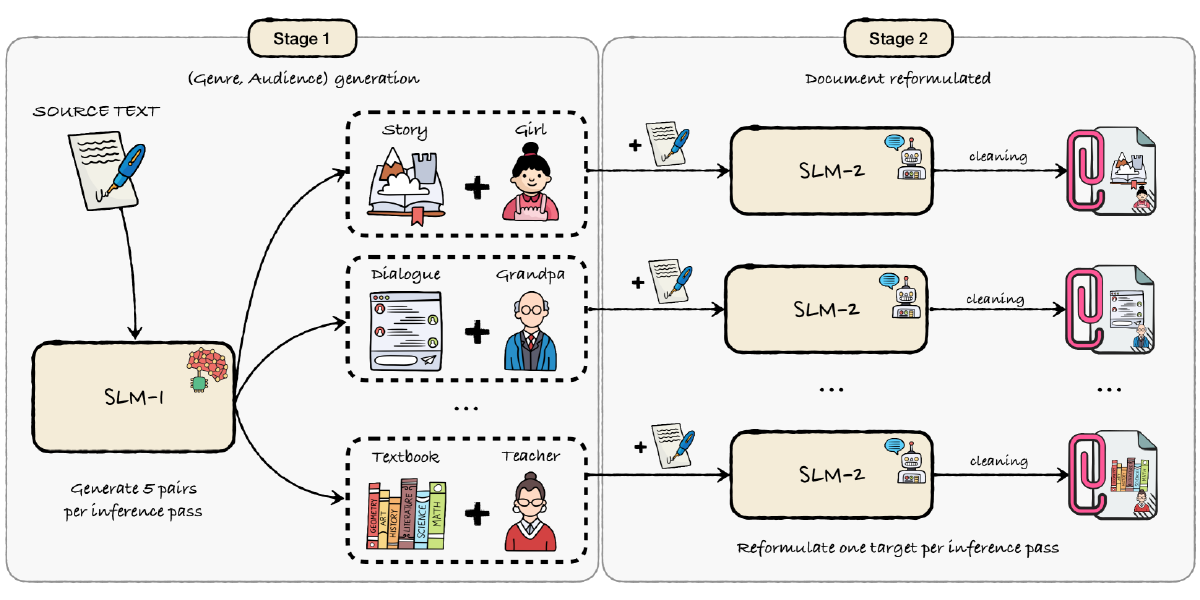 Stage 1
(Genre, Audience) generation
SOURCE TEXT
SLM-1
Generate 5 pairs
per inference pass
Story
Girl
Dialogue
Grandpa
...
Textbook
Teacher
GEOMETRY
ART
HISTORY
LITERATURE
SCIENCE
MATH
Stage 2
Document reformulated
SLM-2
cleaning
SLM-2
cleaning
...
...
SLM-2
cleaning
Reformulate one target per inference pass